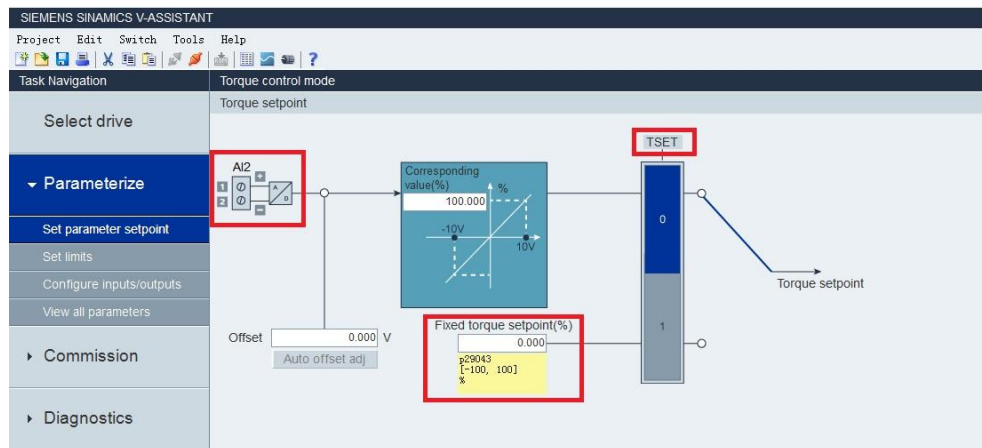 SIEMENS SINAMICS V-ASSISTANT
Project Edit Switch Tools Help
Task Navigation
Torque control mode
Torque setpoint
Select drive
Parameterize
Set parameter setpoint
Set limits
Configure inputs/outputs
View all parameters
Commission
Diagnostics
AI2
1
2
A
D
Corresponding
value(%)
100.000
%
-10V
10V
TSET
0
1
Torque setpoint
Offset 0.000 V
Auto offset adj
Fixed torque setpoint(%)
0.000
p29043
[-100, 100]
%